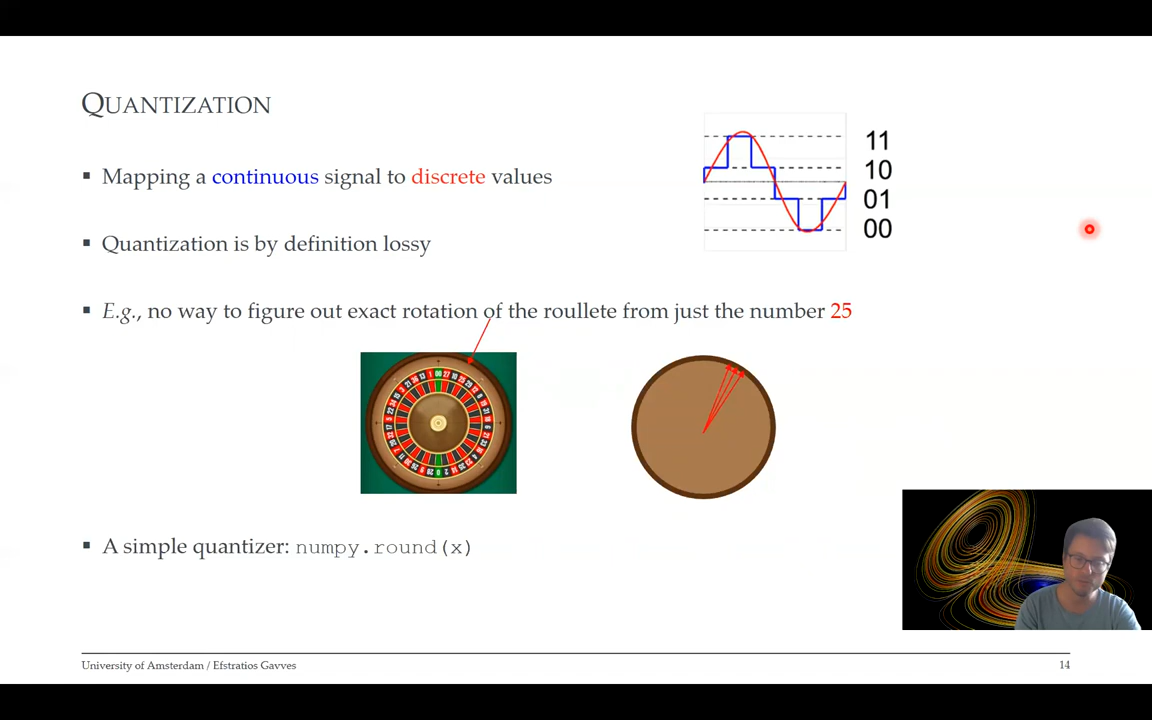 QUANTIZATION
▪ Mapping a continuous signal to discrete values
▪ Quantization is by definition lossy
▪ E.g., no way to figure out exact rotation of the roullete from just the number 25
▪ A simple quantizer: numpy.round(x)
11
10
01
00
University of Amsterdam / Efstratios Gavves
14